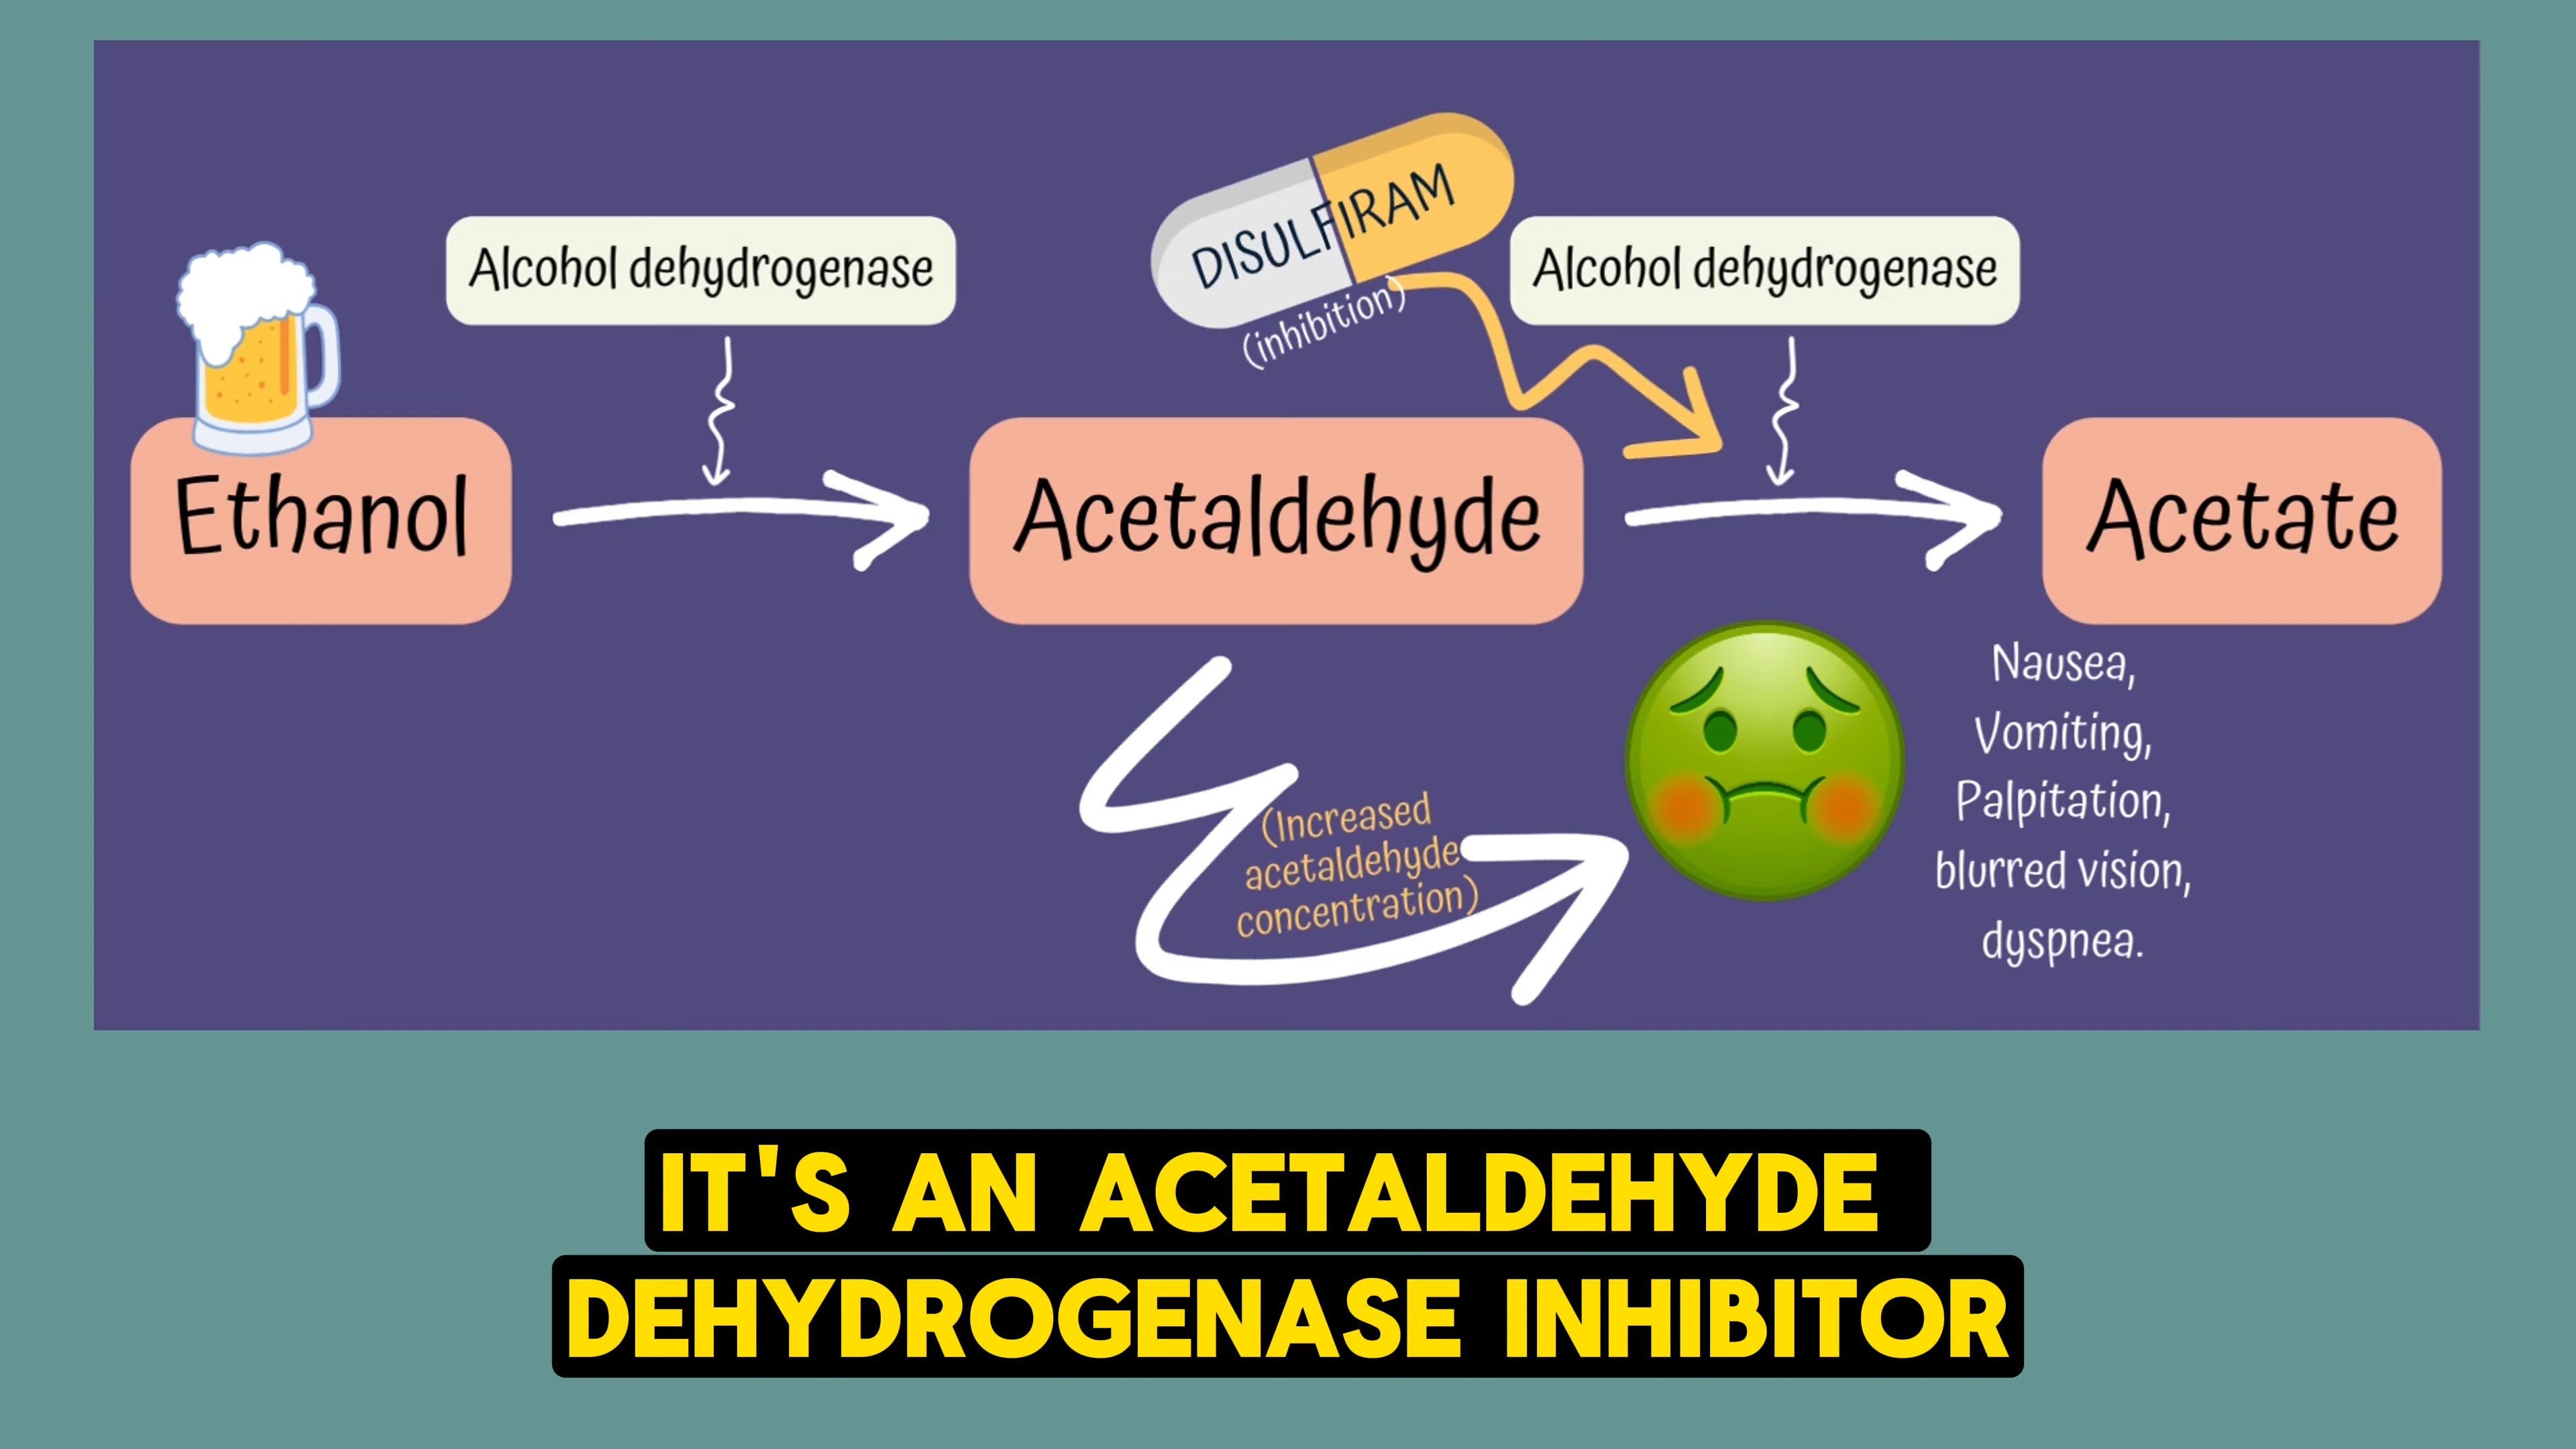 DISULFIRAM
(inhibition)
Alcohol dehydrogenase
Alcohol dehydrogenase
Ethanol
Acetaldehyde
Acetate
(Increased
acetaldehyde
concentration)
Nausea,
Vomiting,
Palpitation,
blurred vision,
dyspnea.
IT'S AN ACETALDEHYDE
DEHYDROGENASE INHIBITOR